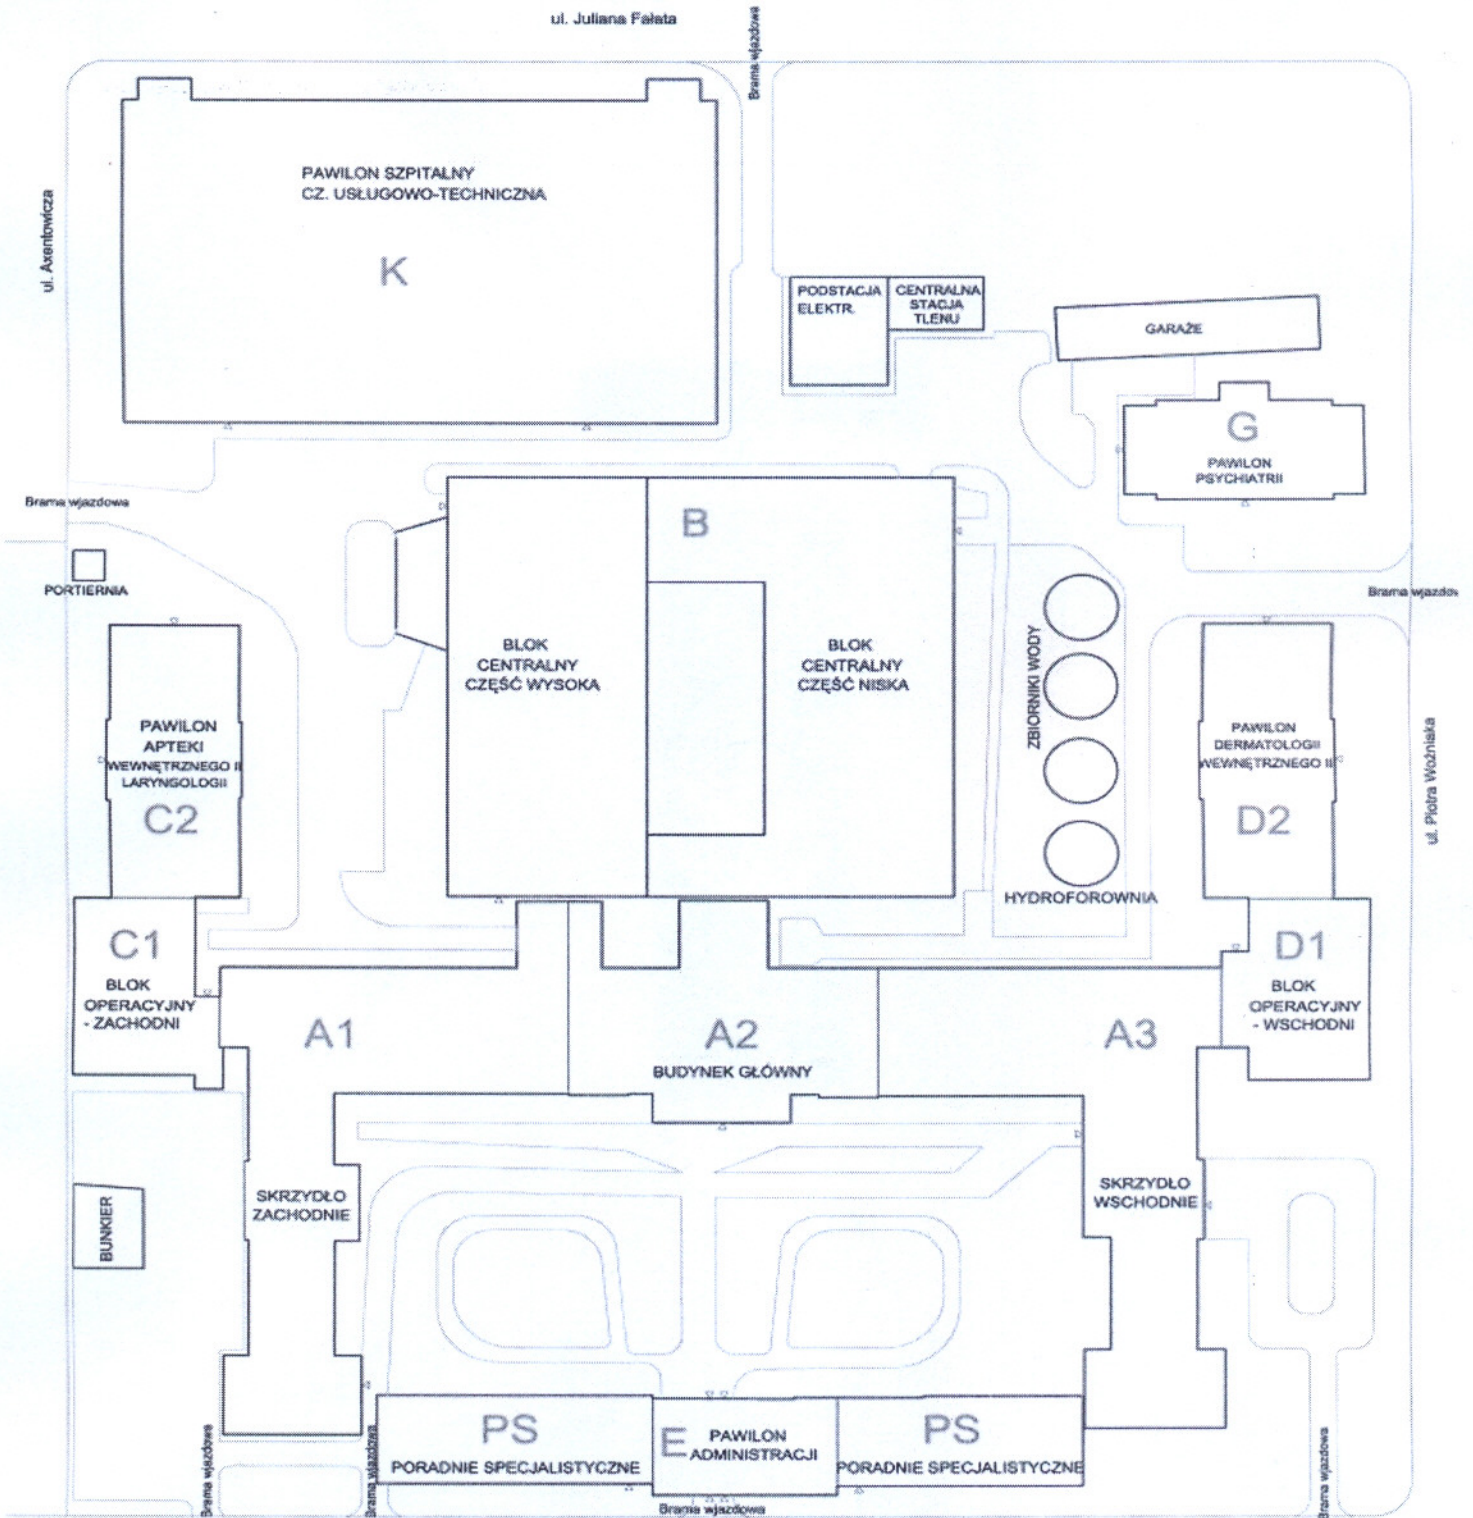 ul. Juliana Fałata
Brama wjazdowa
ul. Axentowicza
PAWILON SZPITALNY
CZ. USŁUGOWO-TECHNICZNA
K
PODSTACJA
ELEKTR.
CENTRALNA
STACJA
TLENU
GARAŻE
G
PAWILON
PSYCHIATRII
Brama wjazdowa
PORTIERNIA
B
BLOK
CENTRALNY
CZĘŚĆ WYSOKA
BLOK
CENTRALNY
CZĘŚĆ NISKA
ZBIORNIKI WODY
HYDROFOROWNIA
Brama wjazdow
ul. Piotra Woźniaka
PAWILON
APTEKI
WEWNĘTRZNEGO II
LARYNGOLOGII
C2
PAWILON
DERMATOLOGII
WEWNĘTRZNEGO II
D2
C1
BLOK
OPERACYJNY
- ZACHODNI
D1
BLOK
OPERACYJNY
- WSCHODNI
A1
A2
BUDYNEK GŁÓWNY
A3
BUNKIER
SKRZYDŁO
ZACHODNIE
SKRZYDŁO
WSCHODNIE
PS
PORADNIE SPECJALISTYCZNE
E
PAWILON
ADMINISTRACJI
PS
PORADNIE SPECJALISTYCZNE
Brama wjazdowa
Brama wjazdowa
Brama wjazdowa
Brama wjazdowa